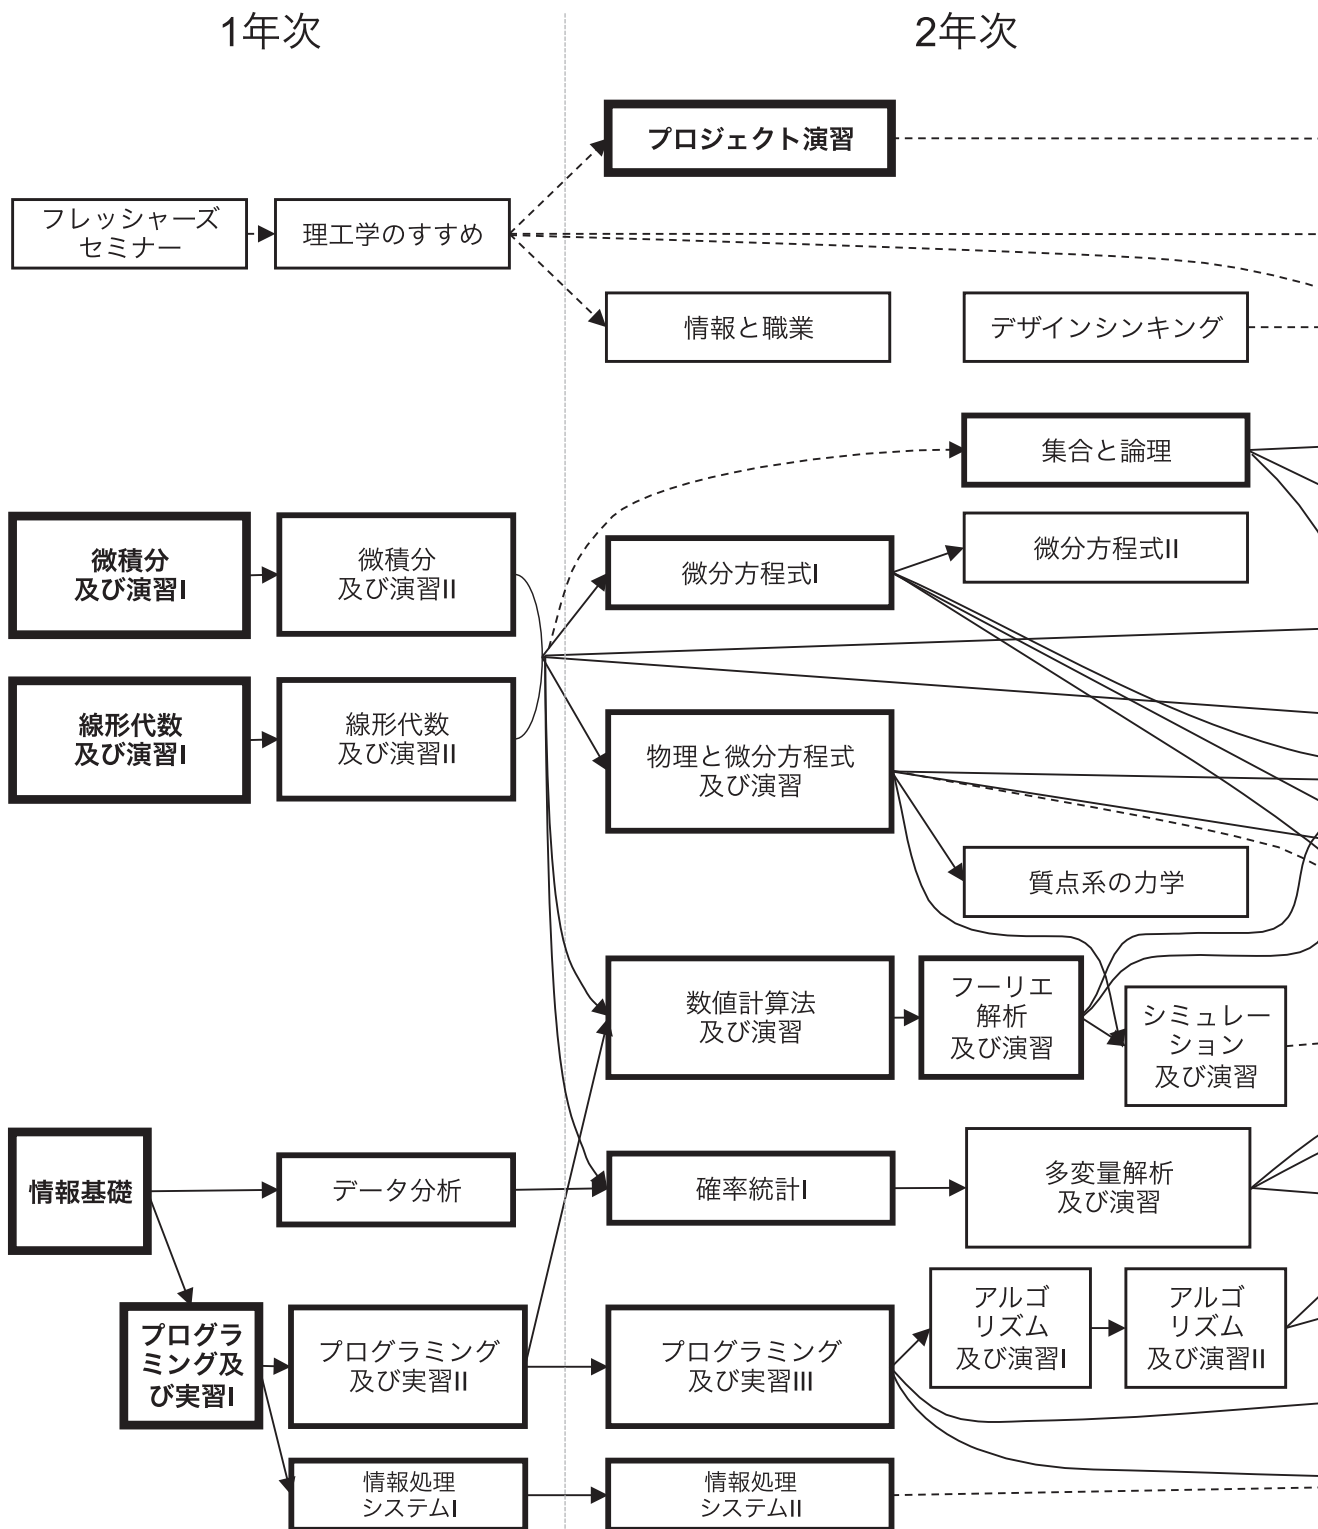 1年次
2年次
プロジェクト演習
フレッシャーズ
セミナー
理工学のすすめ
情報と職業
デザインシンキング
集合と論理
微積分
及び演習I
微積分
及び演習II
微分方程式I
微分方程式II
線形代数
及び演習I
線形代数
及び演習II
物理と微分方程式
及び演習
質点系の力学
数値計算法
及び演習
フーリエ
解析
及び演習
シミュレー
ション
及び演習
情報基礎
データ分析
確率統計I
多変量解析
及び演習
プログラ
ミング及
び実習I
プログラミング
及び実習II
プログラミング
及び実習III
アルゴ
リズム
及び演習I
アルゴ
リズム
及び演習II
情報処理
システムI
情報処理
システムII